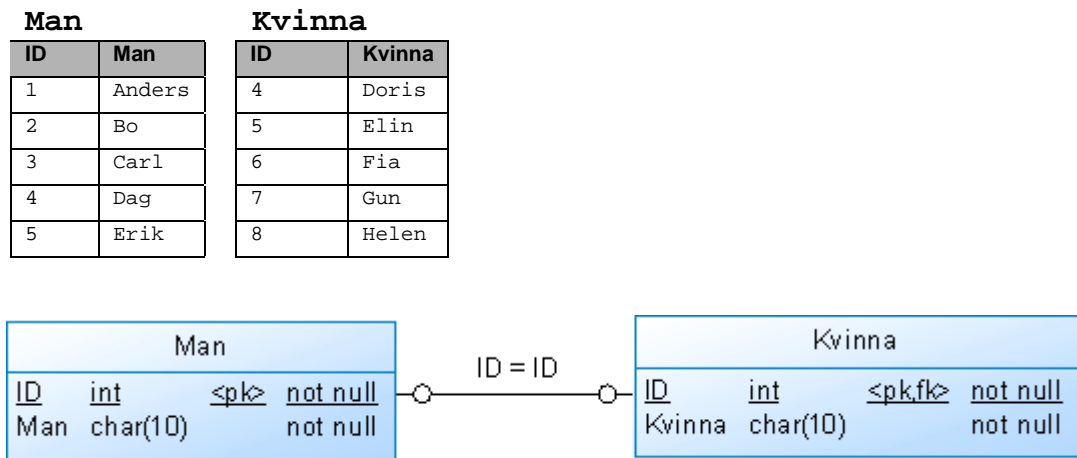 Man Kvinna
ID Man ID Kvinna
1 Anders 4 Doris
2 Bo 5 Elin
3 Carl 6 Fia
4 Dag 7 Gun
5 Erik 8 Helen
Man
ID int <pk> not null
Man char(10) not null
ID = ID
Kvinna
ID int <pk,fk> not null
Kvinna char(10) not null